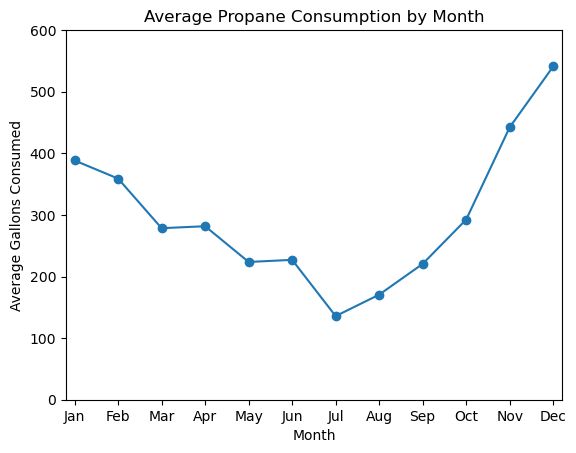 Average Propane Consumption by Month
Average Gallons Consumed
600
500
400
300
200
100
0
Jan Feb Mar Apr May Jun Jul Aug Sep Oct Nov Dec
Month